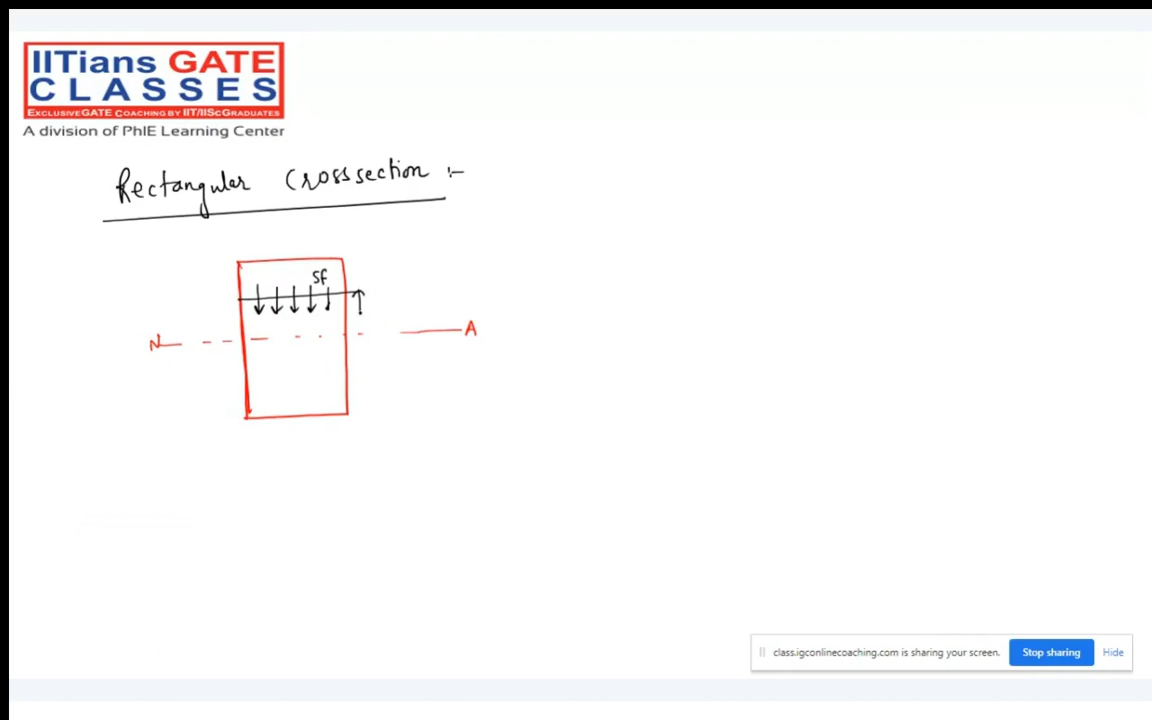 IITians GATE
CLASSES
EXCLUSIVE GATE COACHING BY IIT/IISc GRADUATES
A division of PhIE Learning Center
Rectangular Crosssection :-
SF
N A
class.igconlinecoaching.com is sharing your screen. Stop sharing Hide